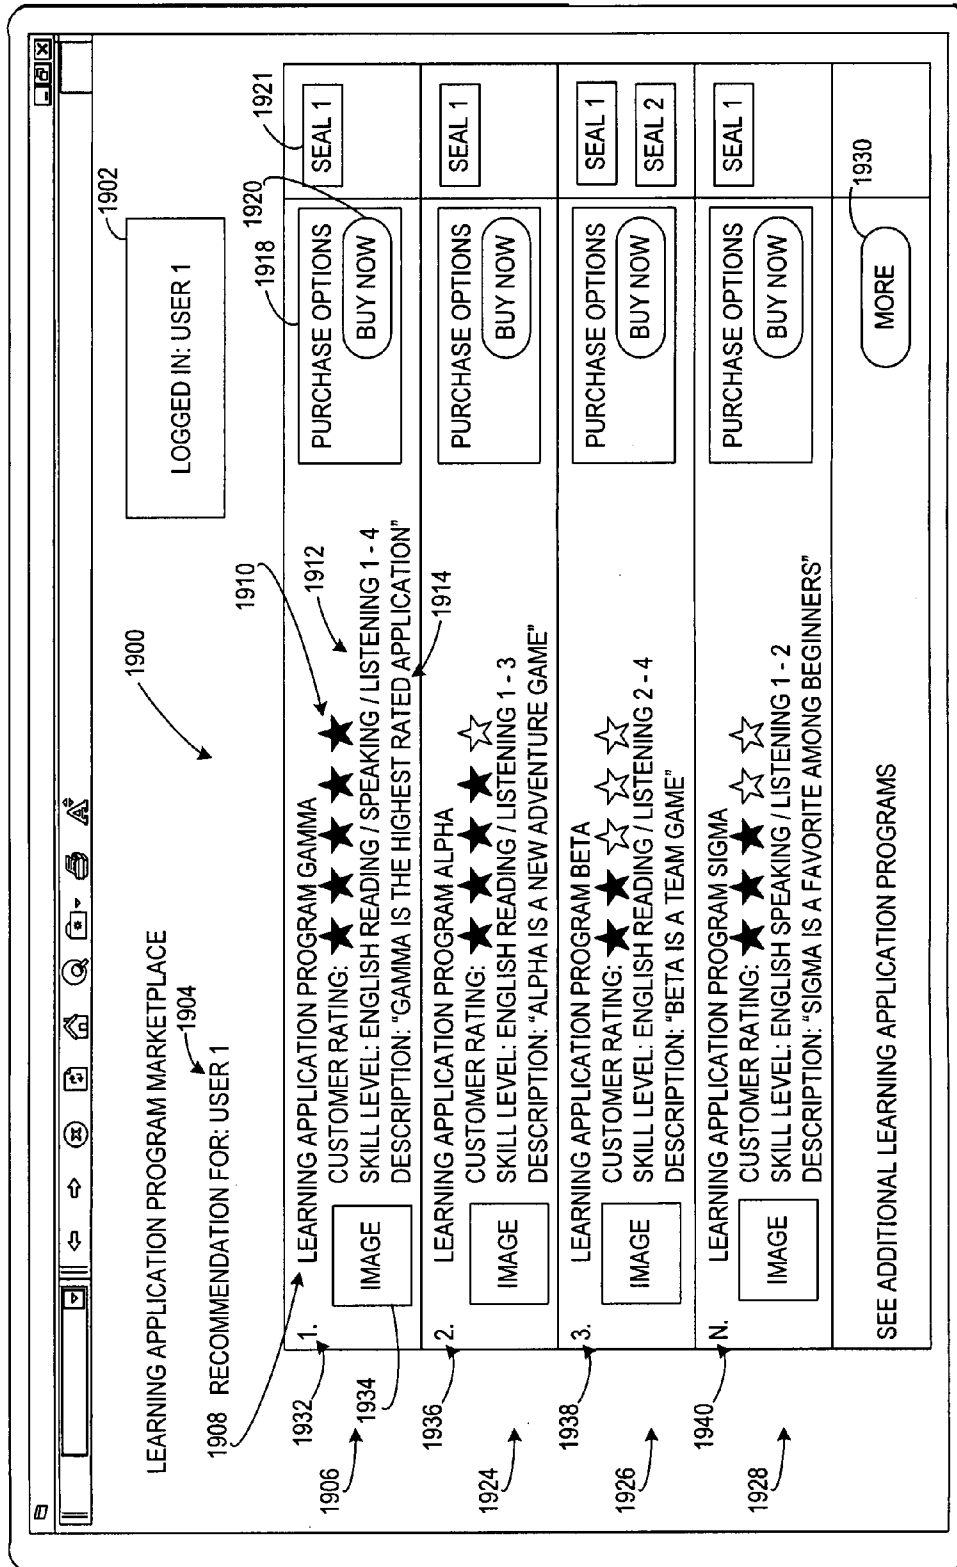 1902
LOGGED IN: USER 1
1900
LEARNING APPLICATION PROGRAM MARKETPLACE
1904
1908
RECOMMENDATION FOR: USER 1
1910
1912
1914
1918
1920
1921
1932
1.
LEARNING APPLICATION PROGRAM GAMMA
CUSTOMER RATING: ★ ★ ★ ★ ★
SKILL LEVEL: ENGLISH READING / SPEAKING / LISTENING 1 - 4
DESCRIPTION: “GAMMA IS THE HIGHEST RATED APPLICATION”
IMAGE
PURCHASE OPTIONS
BUY NOW
SEAL 1
1906
1934
1936
2.
LEARNING APPLICATION PROGRAM ALPHA
CUSTOMER RATING: ★ ★ ★ ★ ☆
SKILL LEVEL: ENGLISH READING / LISTENING 1 - 3
DESCRIPTION: “ALPHA IS A NEW ADVENTURE GAME”
IMAGE
PURCHASE OPTIONS
BUY NOW
SEAL 1
1924
1938
3.
LEARNING APPLICATION PROGRAM BETA
CUSTOMER RATING: ★ ★ ☆ ☆ ☆
SKILL LEVEL: ENGLISH READING / LISTENING 2 - 4
DESCRIPTION: “BETA IS A TEAM GAME”
IMAGE
PURCHASE OPTIONS
BUY NOW
SEAL 1
SEAL 2
1926
1940
N.
LEARNING APPLICATION PROGRAM SIGMA
CUSTOMER RATING: ★ ★ ★ ☆ ☆
SKILL LEVEL: ENGLISH SPEAKING / LISTENING 1 - 2
DESCRIPTION: “SIGMA IS A FAVORITE AMONG BEGINNERS”
IMAGE
PURCHASE OPTIONS
BUY NOW
SEAL 1
1928
SEE ADDITIONAL LEARNING APPLICATION PROGRAMS
MORE
1930